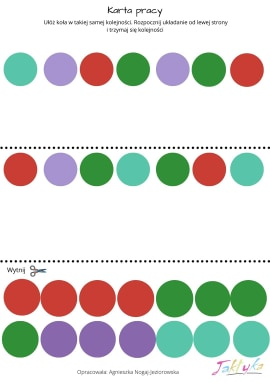 Karta pracy
Ułóż koła w takiej samej kolejności. Rozpocznij układanie od lewej strony
i trzymaj się kolejności
Wytnij
Opracowała: Agnieszka Nogaj-Jeziorowska